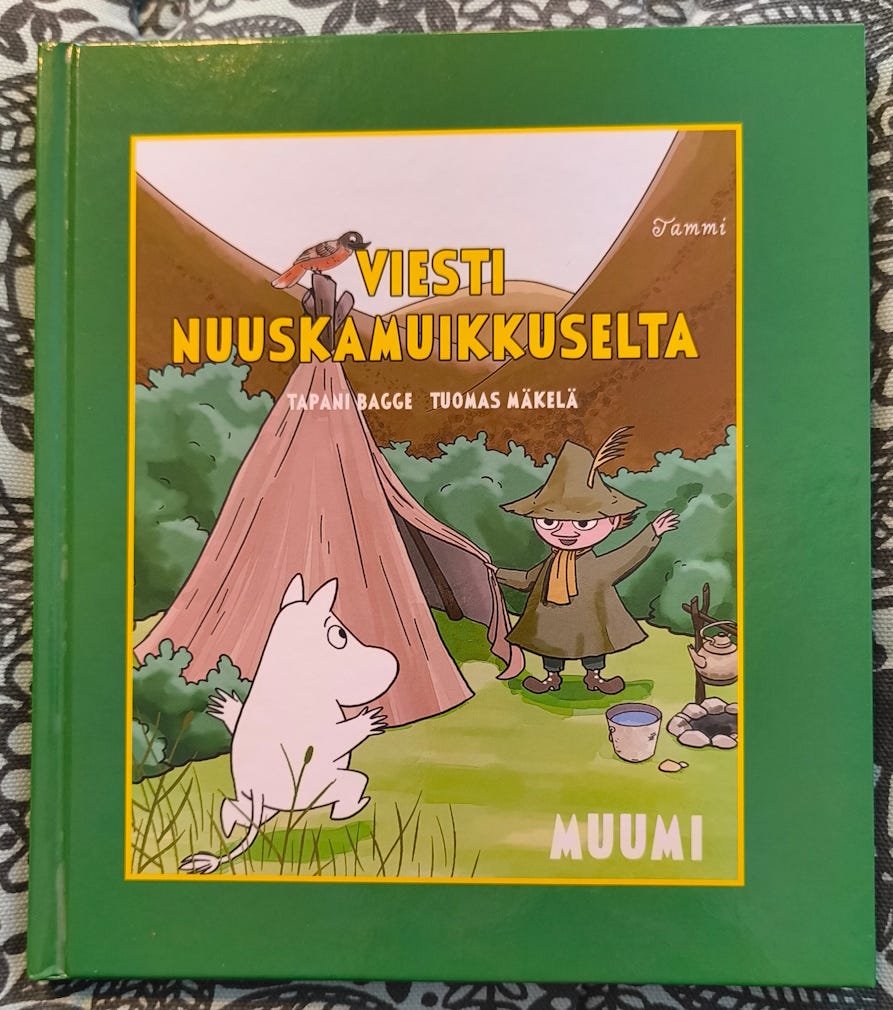 Tammi
VIESTI
NUUSKAMUIKKUSELTA
TAPANI BAGGE TUOMAS MÄKELÄ
MUUMI